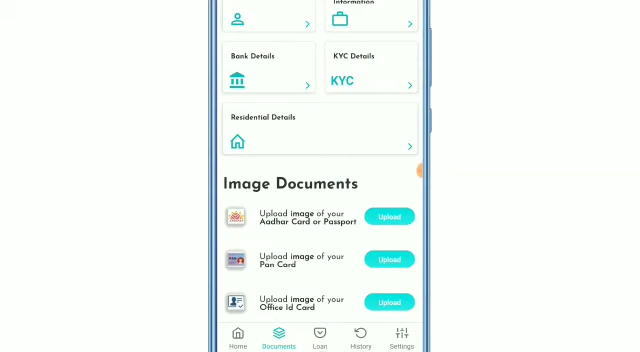 Information
Bank Details
KYC Details
KYC
Residential Details
Image Documents
Upload image of your
Aadhar Card or Passport
Upload
Upload image of your
Pan Card
Upload
Upload image of your
Office Id Card
Upload
Home
Documents
Loan
History
Settings